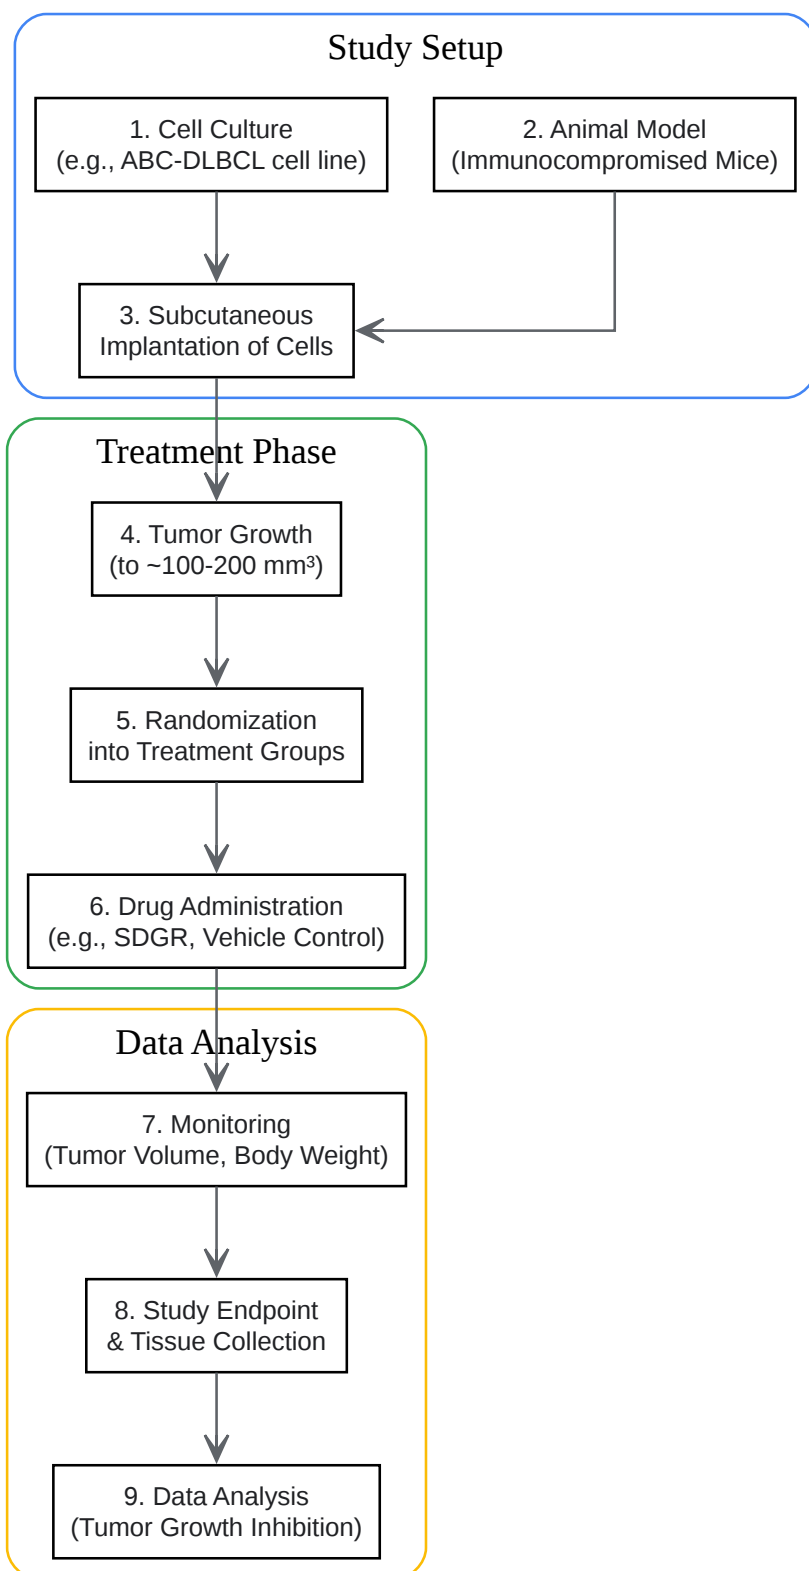 Study Setup
1. Cell Culture
(e.g., ABC-DLBCL cell line)
2. Animal Model
(Immunocompromised Mice)
3. Subcutaneous
Implantation of Cells
Treatment Phase
4. Tumor Growth
(to ~100-200 mm³)
5. Randomization
into Treatment Groups
6. Drug Administration
(e.g., SDGR, Vehicle Control)
Data Analysis
7. Monitoring
(Tumor Volume, Body Weight)
8. Study Endpoint
& Tissue Collection
9. Data Analysis
(Tumor Growth Inhibition)